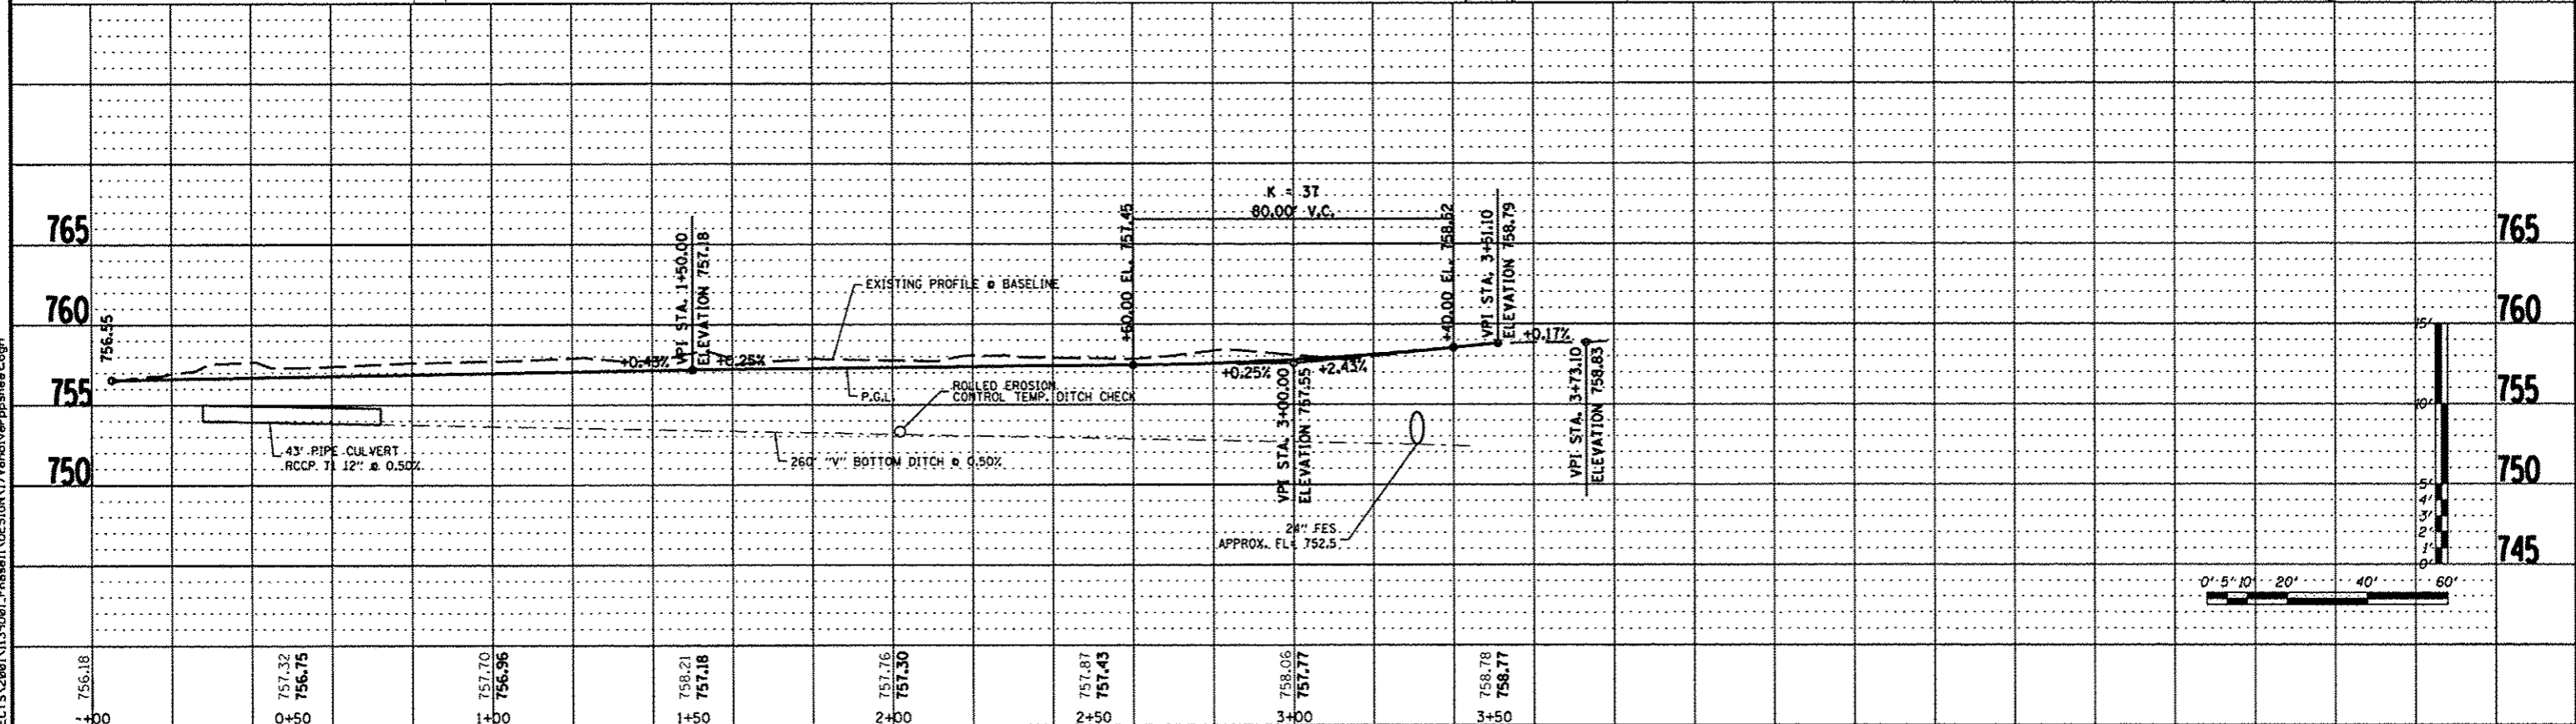 K = 37
80.00' V.C.
765
+60.00 EL. 757.45
+40.00 EL. 758.62
VPI STA. 3+51.10
ELEVATION 758.79
765
VPI STA. 1+50.00
ELEVATION 757.18
EXISTING PROFILE @ BASELINE
760
760
756.55
+0.43%
+0.25%
+0.17%
15'
+0.25%
+2.43%
755
P.G.L.
ROLLED EROSION
CONTROL TEMP. DITCH CHECK
VPI STA. 3+00.00
ELEVATION 757.55
VPI STA. 3+73.10
ELEVATION 758.83
10'
755
43' PIPE CULVERT
RCCP T1 12" @ 0.50%
260' "V" BOTTOM DITCH @ 0.50%
750
750
5'
4'
3'
2'
1'
0'
24" FES
APPROX. FL= 752.5
745
0' 5' 10' 20' 40' 60'
756.18
757.32
756.75
757.70
756.96
758.21
757.18
757.76
757.30
757.87
757.43
758.06
757.77
758.78
758.77
-+00 0+50 1+00 1+50 2+00 2+50 3+00 3+50